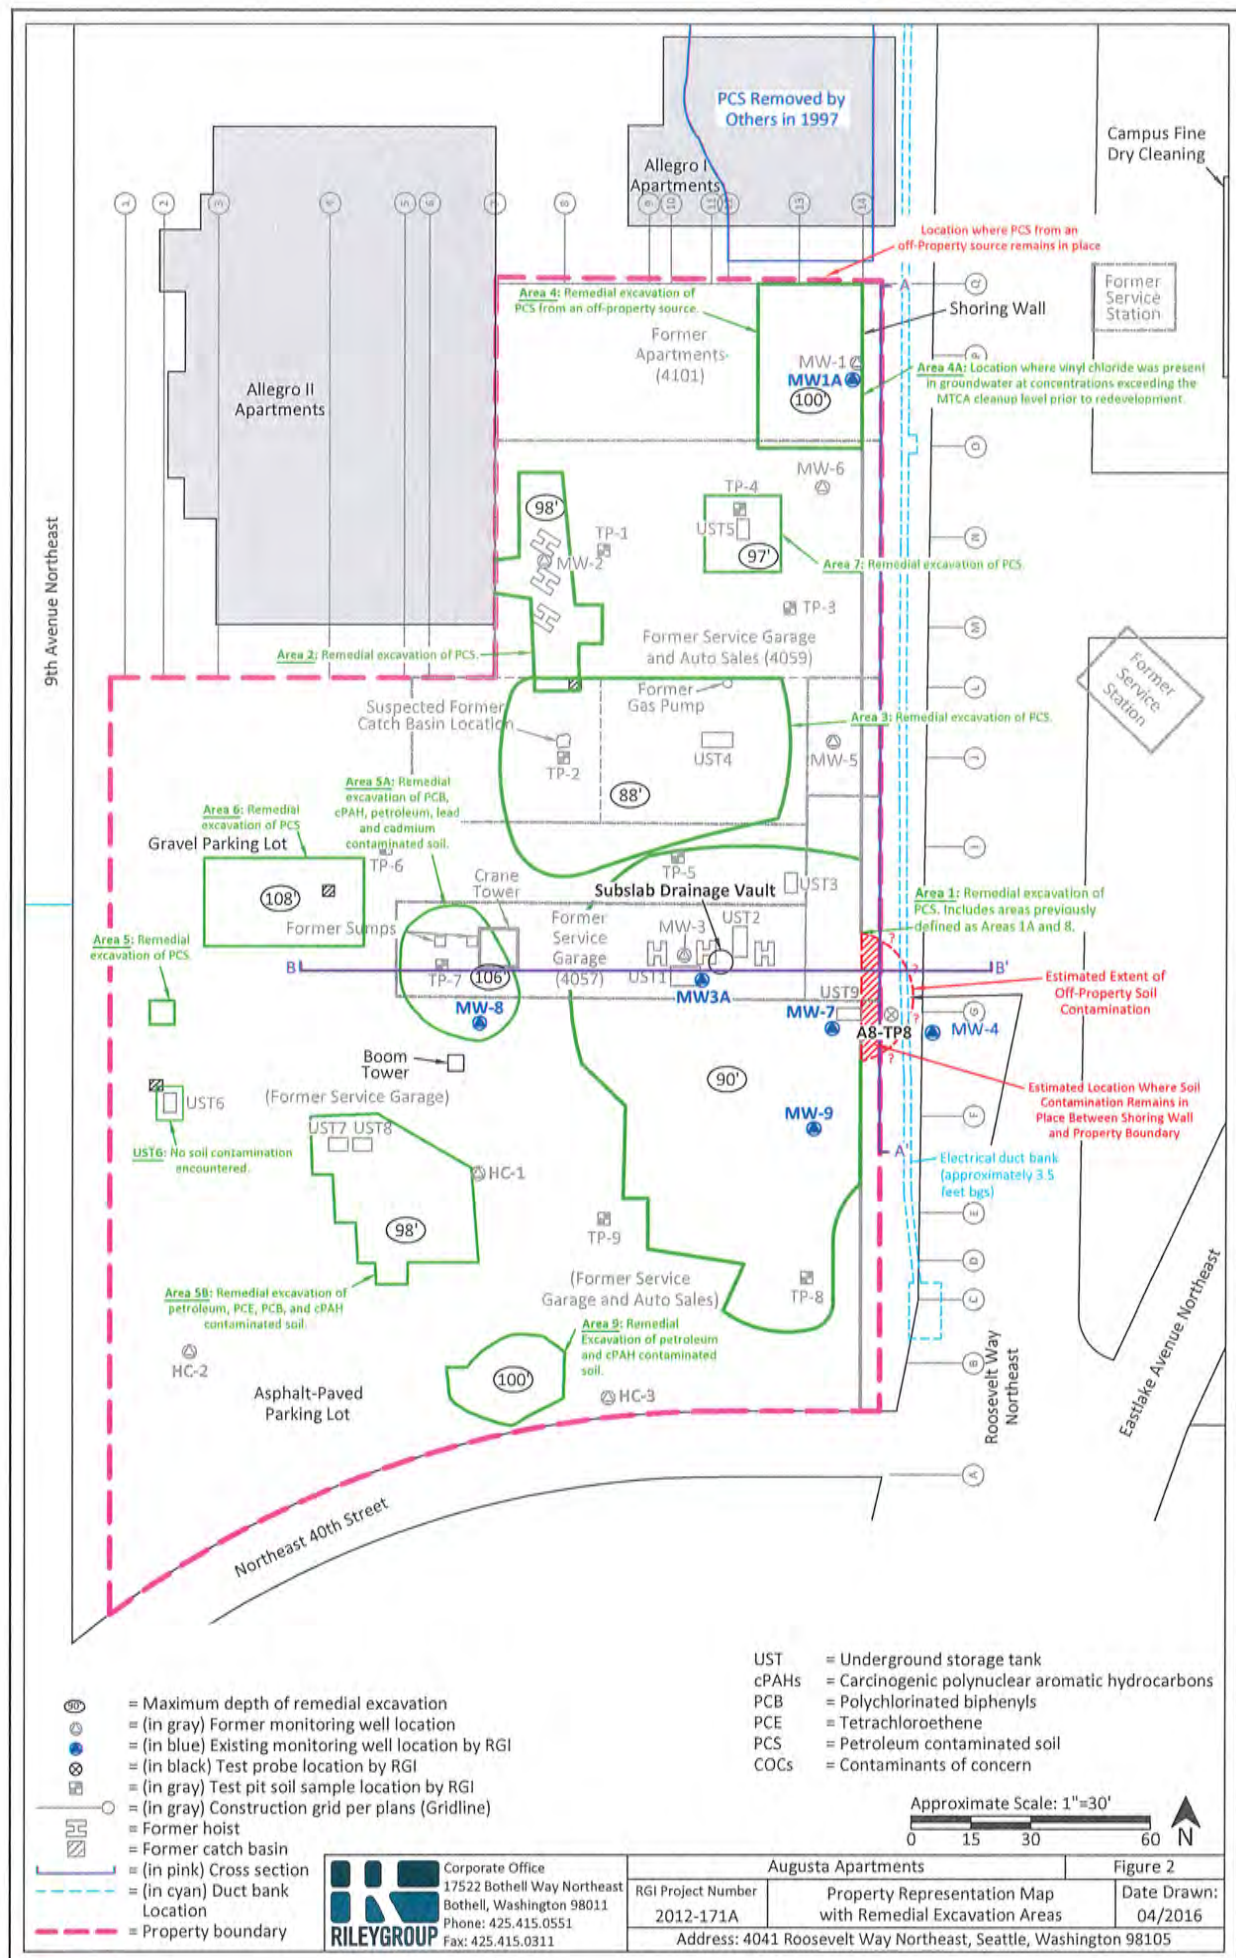 PCS Removed by
Others in 1997
Campus Fine
Dry Cleaning
Allegro I
Apartments
1
2
3
4
5
6
7
8
9
10
11
12
13
14
Location where PCS from an
off-Property source remains in place
A
Q
Former
Service
Station
Area 4: Remedial excavation of
PCS from an off-property source.
Shoring Wall
Former
Apartments
(4101)
P
MW-1
MW1A
100'
Area 4A: Location where vinyl chloride was present
in groundwater at concentrations exceeding the
MTCA cleanup level prior to redevelopment.
Allegro II
Apartments
O
MW-6
TP-4
98'
UST5
TP-1
N
97'
MW-2
Area 7: Remedial excavation of PCS.
9th Avenue Northeast
TP-3
M
Former Service Garage
and Auto Sales (4059)
Area 2: Remedial excavation of PCS.
Former
Service
Station
Former
Gas Pump
L
Suspected Former
Catch Basin Location
Area 3: Remedial excavation of PCS.
TP-2
UST4
MW-5
J
Area 5A: Remedial
excavation of PCB,
cPAH, petroleum, lead
and cadmium
contaminated soil.
88'
Area 6: Remedial
excavation of PCS
Gravel Parking Lot
I
TP-6
TP-5
Crane
Tower
Subslab Drainage Vault
UST3
108'
Area 1: Remedial excavation of
PCS. Includes areas previously
defined as Areas 1A and 8.
Former Sumps
Former
Service
Garage
(4057)
MW-3
UST2
?
Area 5: Remedial
excavation of PCS.
B
B'
?
TP-7
106'
UST1
MW3A
UST9
Estimated Extent of
Off-Property Soil
Contamination
MW-8
MW-7
G
?
A8-TP8
MW-4
Boom
Tower
?
90'
(Former Service Garage)
UST6
Estimated Location Where Soil
Contamination Remains in
Place Between Shoring Wall
and Property Boundary
MW-9
F
UST7
UST8
UST6: No soil contamination
encountered.
A'
Electrical duct bank
(approximately 3.5
feet bgs)
HC-1
98'
TP-9
E
D
(Former Service
Garage and Auto Sales)
TP-8
C
Area 5B: Remedial excavation of
petroleum, PCE, PCB, and cPAH
contaminated soil.
Area 9: Remedial
Excavation of petroleum
and cPAH contaminated
soil.
HC-2
100'
B
HC-3
Asphalt-Paved
Parking Lot
Roosevelt Way
Northeast
Eastlake Avenue Northeast
A
Northeast 40th Street
90' = Maximum depth of remedial excavation
= (in gray) Former monitoring well location
= (in blue) Existing monitoring well location by RGI
= (in black) Test probe location by RGI
= (in gray) Test pit soil sample location by RGI
= (in gray) Construction grid per plans (Gridline)
= Former hoist
= Former catch basin
= (in pink) Cross section
= (in cyan) Duct bank
Location
= Property boundary
UST = Underground storage tank
cPAHs = Carcinogenic polynuclear aromatic hydrocarbons
PCB = Polychlorinated biphenyls
PCE = Tetrachloroethene
PCS = Petroleum contaminated soil
COCs = Contaminants of concern
Approximate Scale: 1"=30'
0 15 30 60
N
RILEYGROUP
Corporate Office
17522 Bothell Way Northeast
Bothell, Washington 98011
Phone: 425.415.0551
Fax: 425.415.0311
Augusta Apartments
Figure 2
RGI Project Number
2012-171A
Property Representation Map
with Remedial Excavation Areas
Date Drawn:
04/2016
Address: 4041 Roosevelt Way Northeast, Seattle, Washington 98105